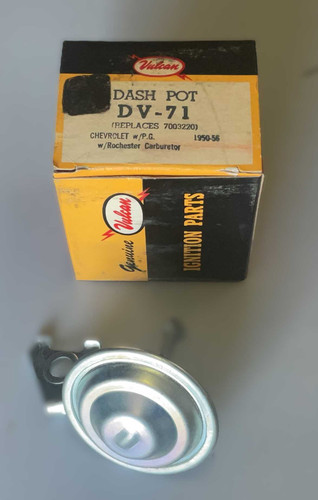 Vulcan
DASH POT
DV-71
(REPLACES 7003220)
CHEVROLET w/P.G. 1950-56
w/Rochester Carburetor
Genuine Vulcan
IGNITION PARTS